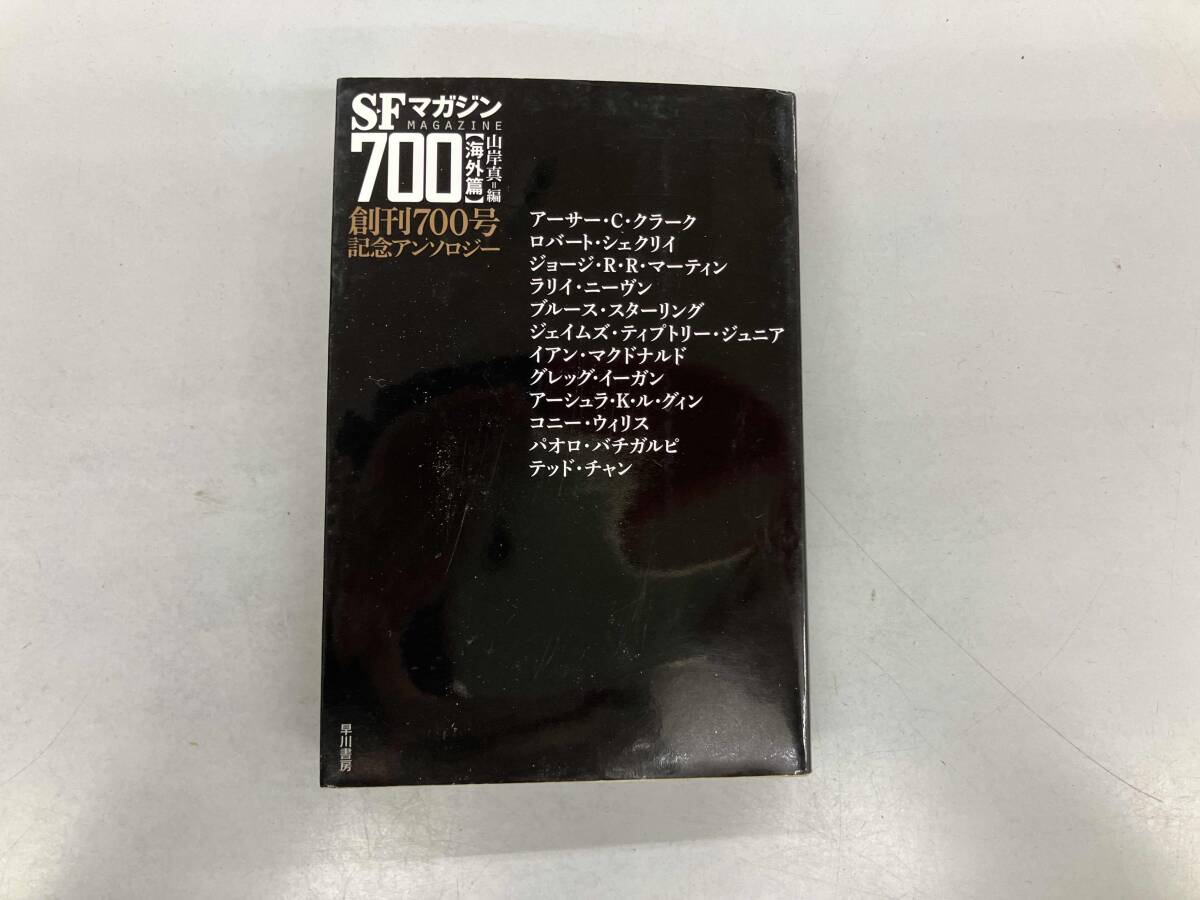 S-Fマガジン
MAGAZINE
700
【海外篇】
山岸真=編
創刊700号
記念アンソロジー
アーサー・C・クラーク
ロバート・シェクリイ
ジョージ・R・R・マーティン
ラリイ・ニーヴン
ブルース・スターリング
ジェイムズ・ティプトリー・ジュニア
イアン・マクドナルド
グレッグ・イーガン
アーシュラ・K・ル・グィン
コニー・ウィリス
パオロ・バチガルピ
テッド・チャン
早川書房